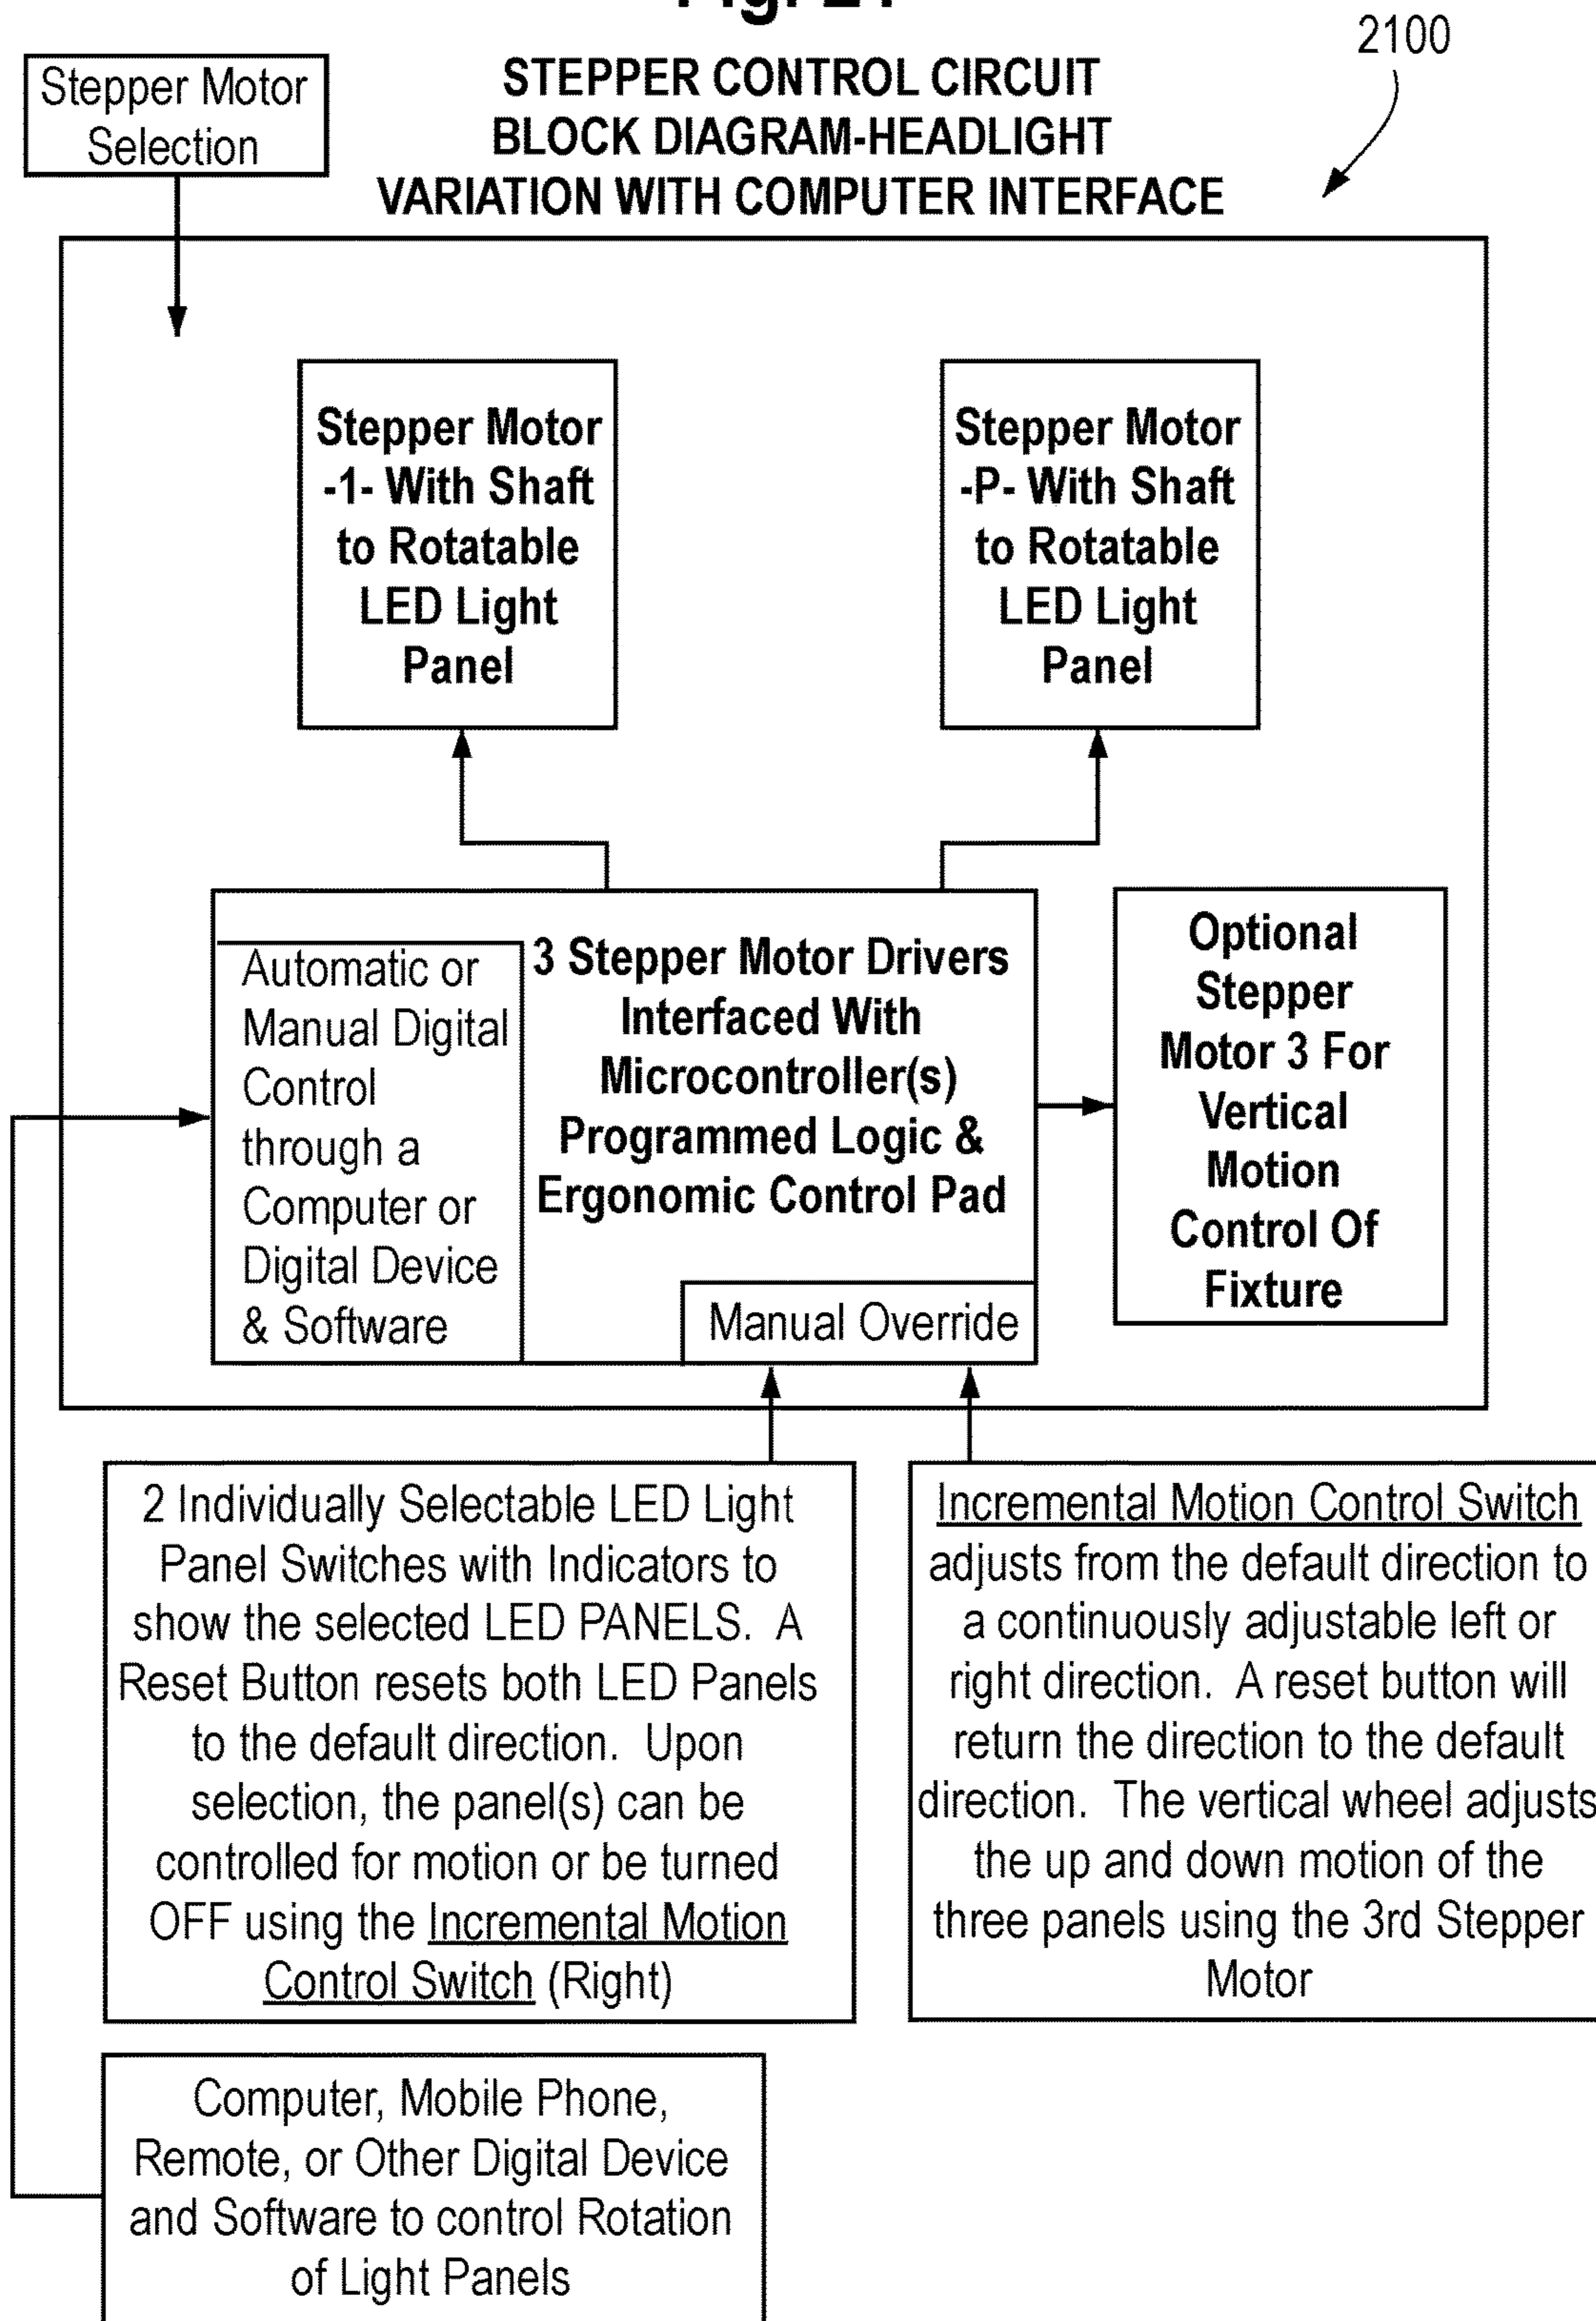 Fig. 21
2100
STEPPER CONTROL CIRCUIT
BLOCK DIAGRAM-HEADLIGHT
VARIATION WITH COMPUTER INTERFACE
Stepper Motor
Selection
Stepper Motor
-1- With Shaft
to Rotatable
LED Light
Panel
Stepper Motor
-P- With Shaft
to Rotatable
LED Light
Panel
Automatic or
Manual Digital
Control
through a
Computer or
Digital Device
& Software
3 Stepper Motor Drivers
Interfaced With
Microcontroller(s)
Programmed Logic &
Ergonomic Control Pad
Manual Override
Optional
Stepper
Motor 3 For
Vertical
Motion
Control Of
Fixture
2 Individually Selectable LED Light
Panel Switches with Indicators to
show the selected LED PANELS. A
Reset Button resets both LED Panels
to the default direction. Upon
selection, the panel(s) can be
controlled for motion or be turned
OFF using the Incremental Motion
Control Switch (Right)
Incremental Motion Control Switch
adjusts from the default direction to
a continuously adjustable left or
right direction. A reset button will
return the direction to the default
direction. The vertical wheel adjusts
the up and down motion of the
three panels using the 3rd Stepper
Motor
Computer, Mobile Phone,
Remote, or Other Digital Device
and Software to control Rotation
of Light Panels